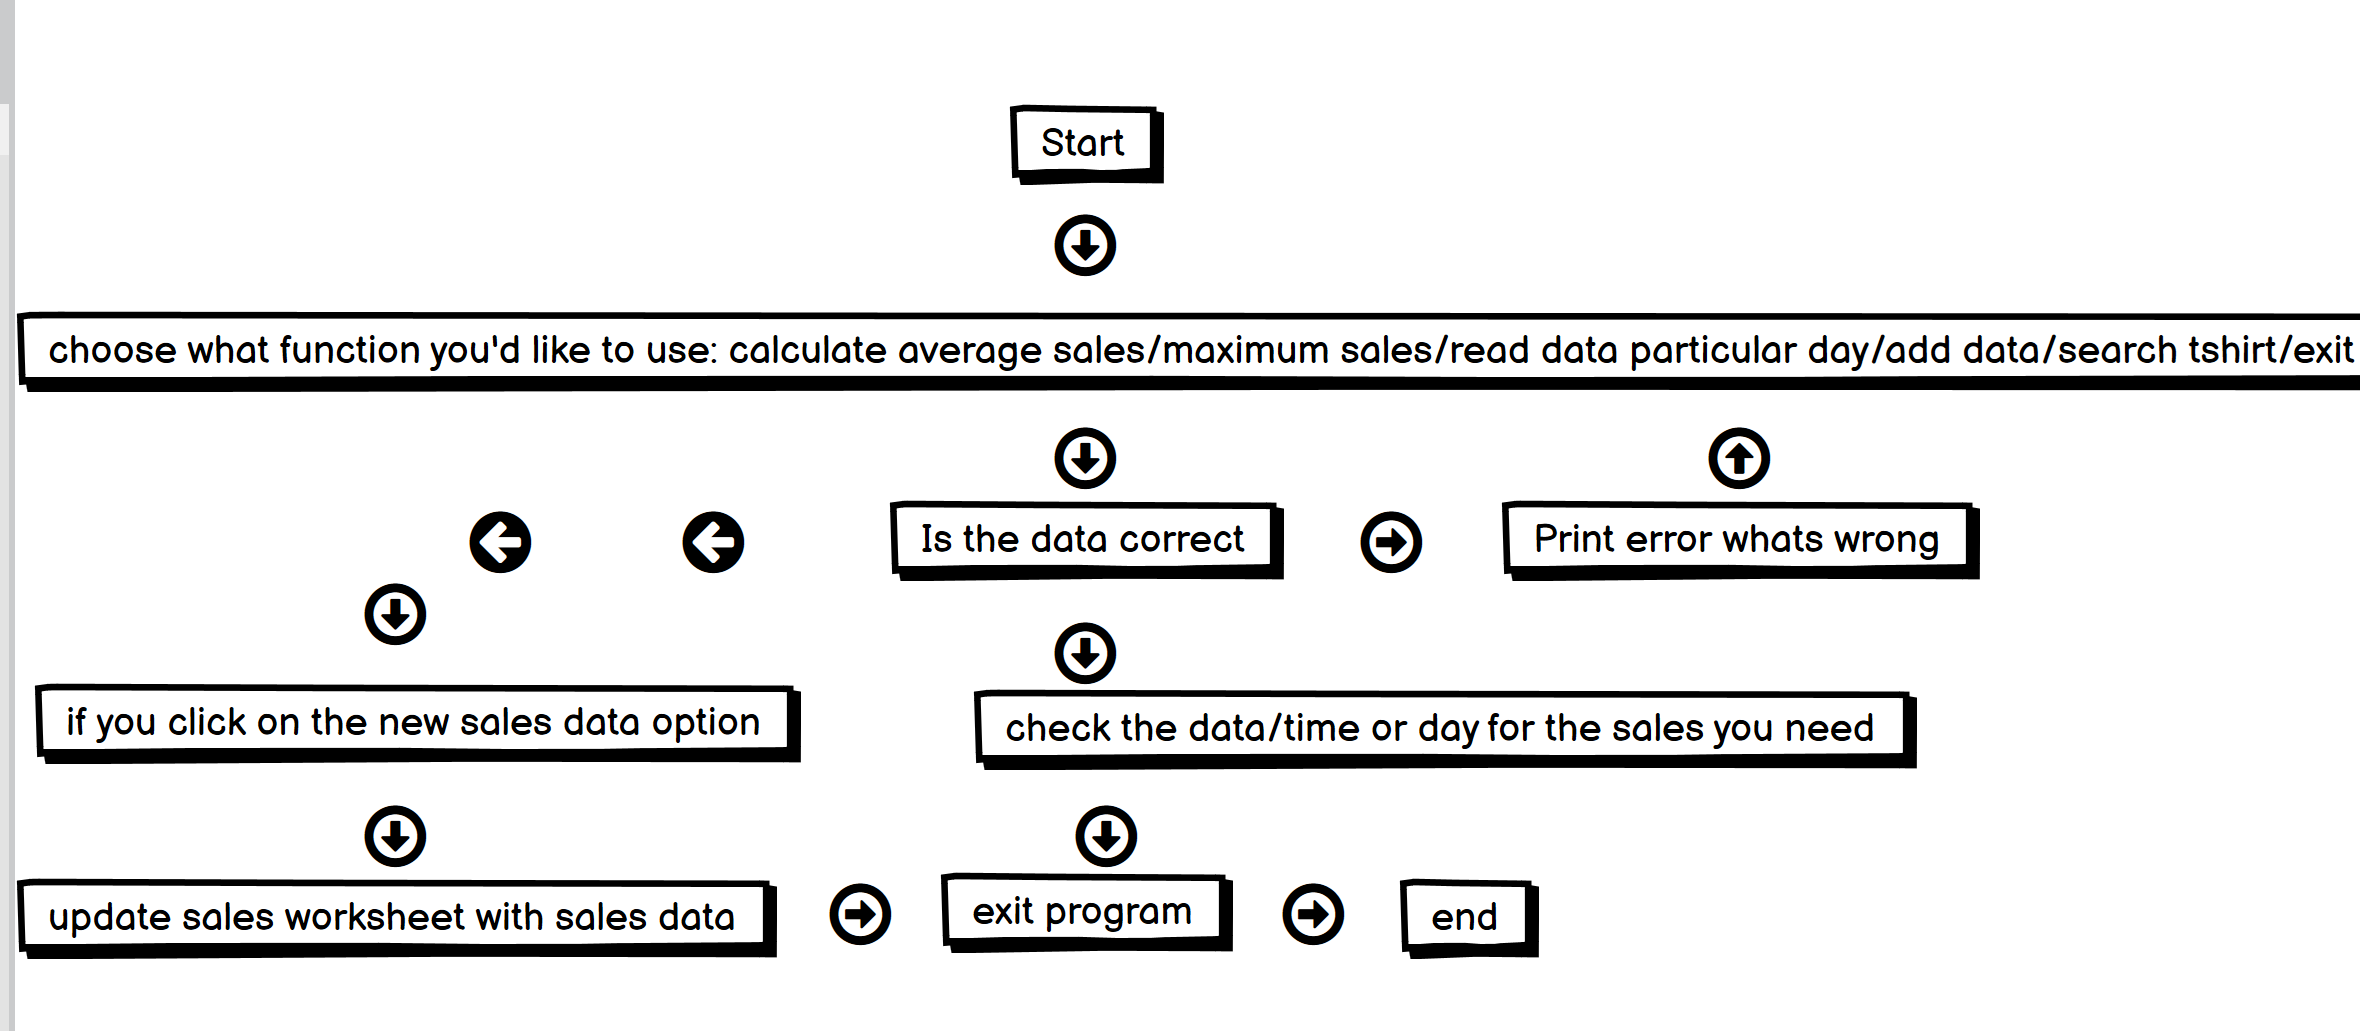 Start
choose what function you'd like to use: calculate average sales/maximum sales/read data particular day/add data/search tshirt/exit
Is the data correct
Print error whats wrong
if you click on the new sales data option
check the data/time or day for the sales you need
update sales worksheet with sales data
exit program
end